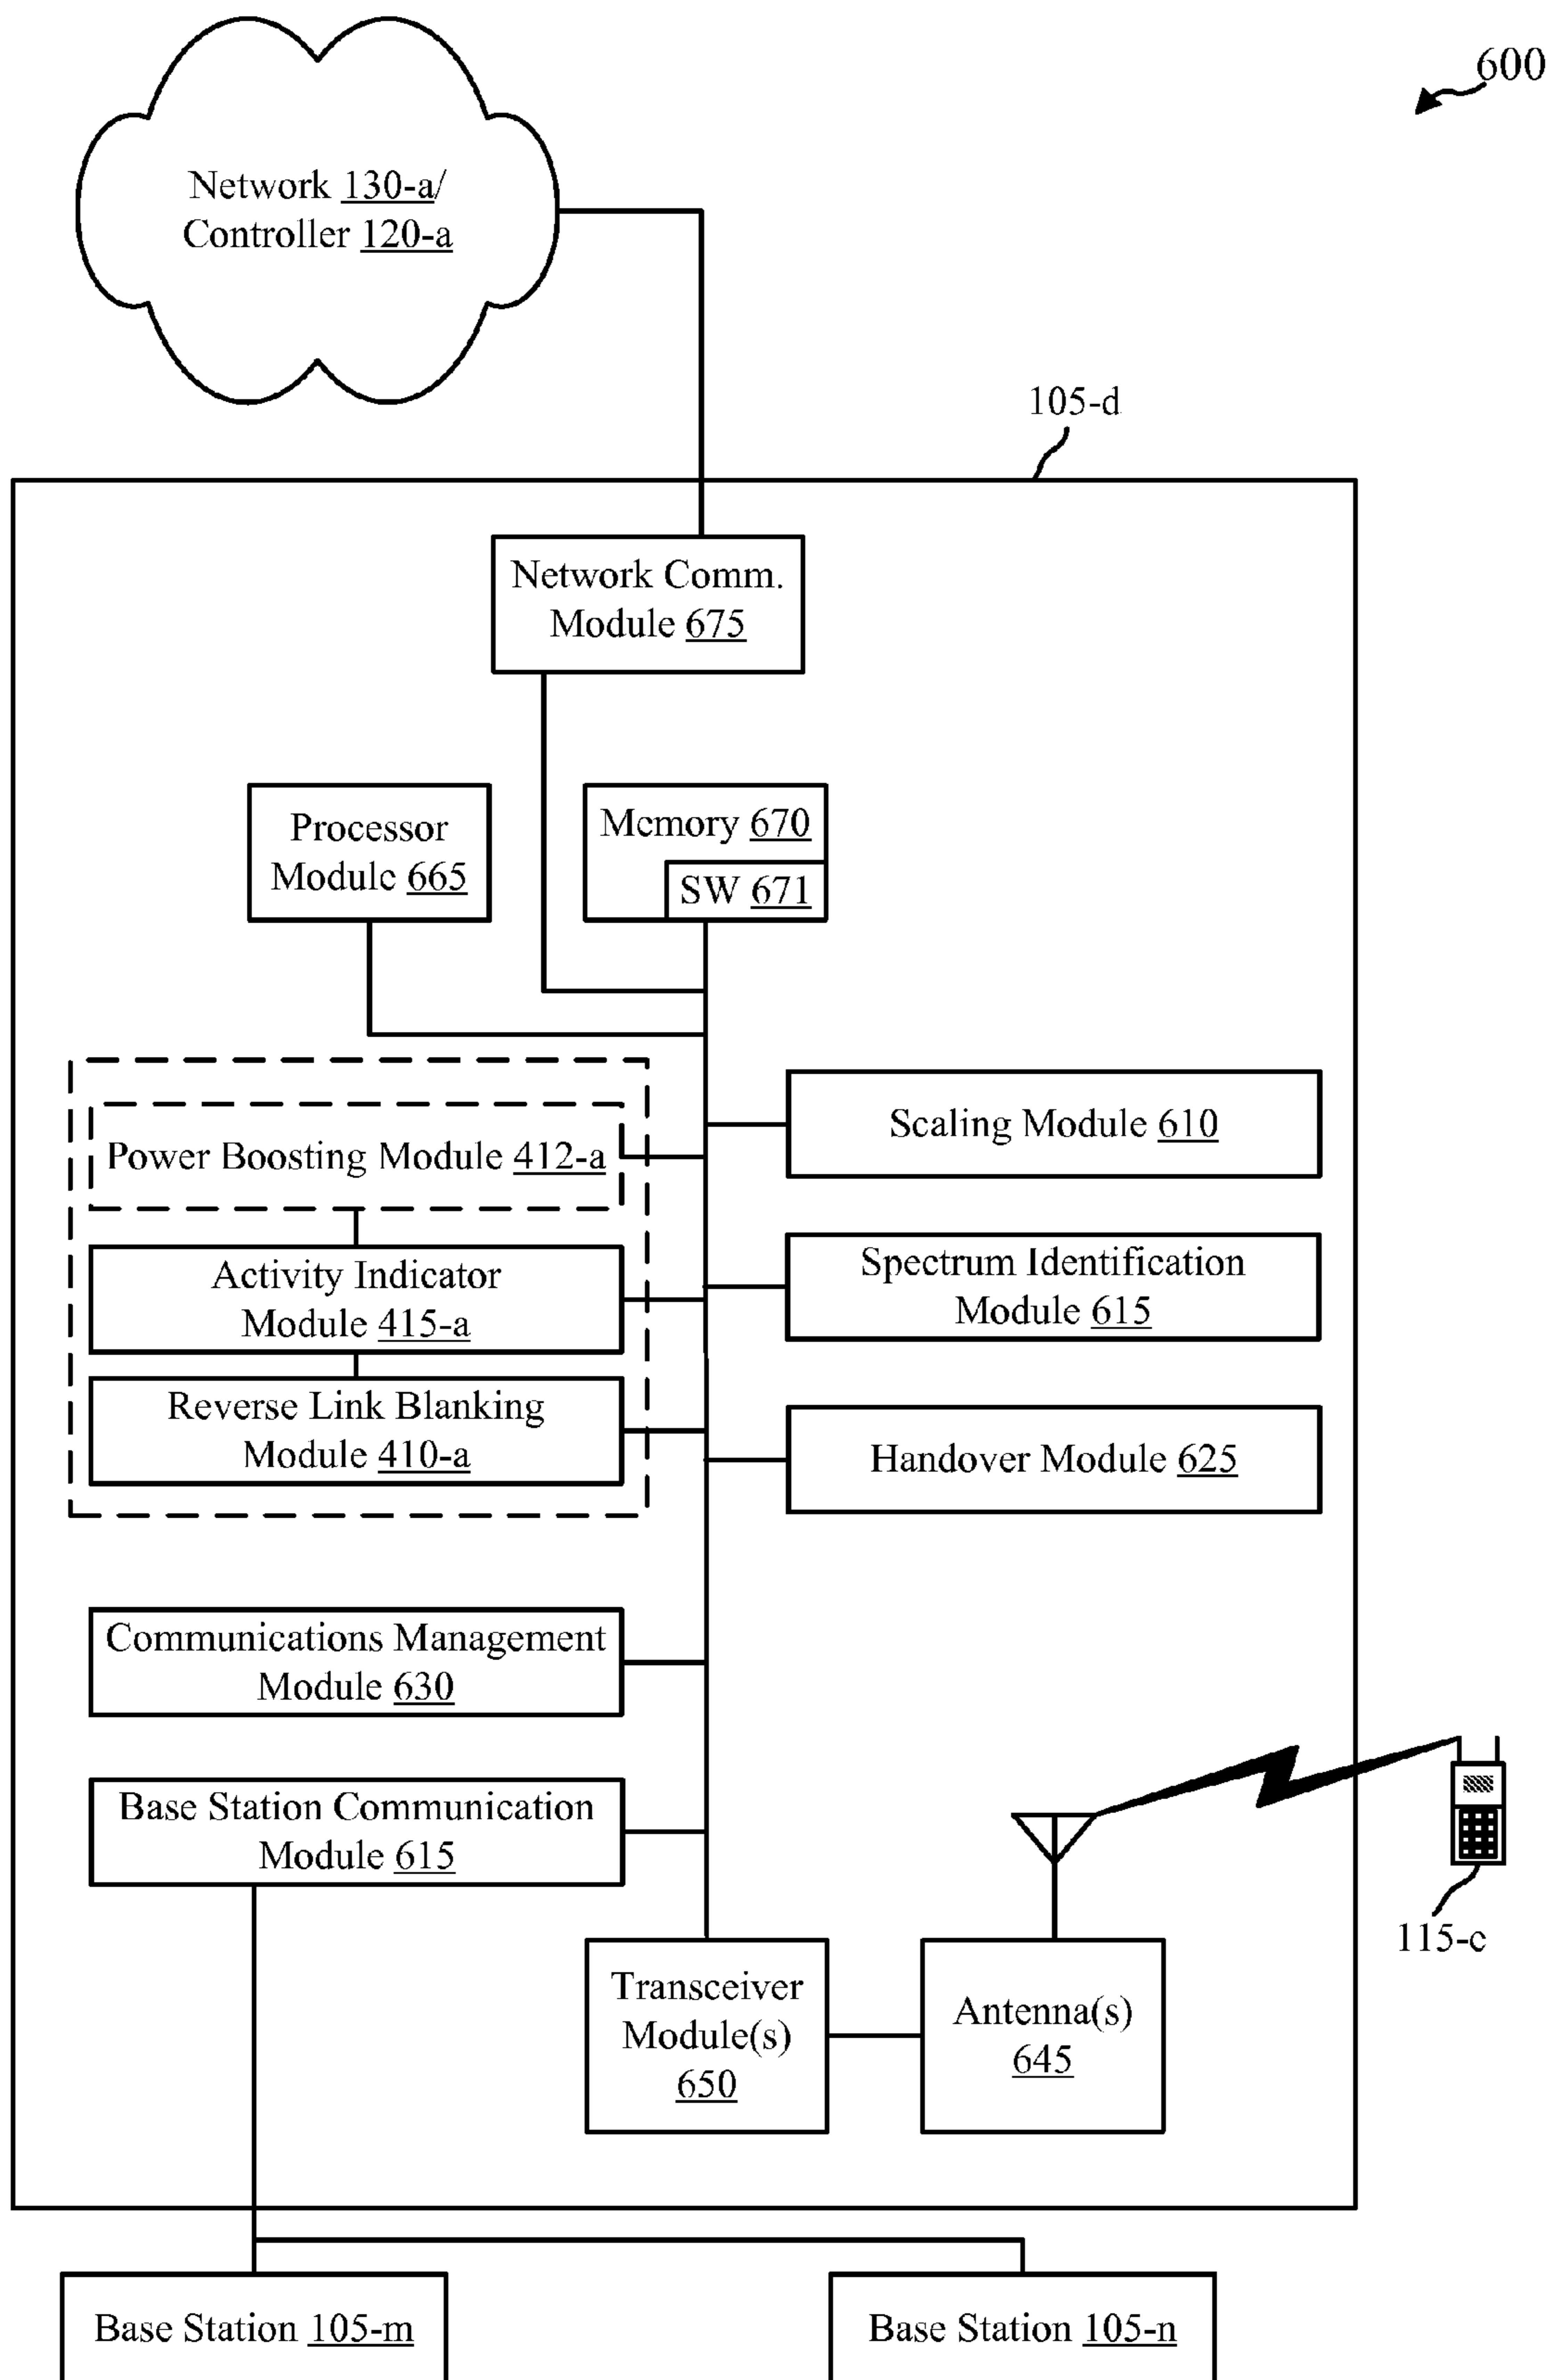 600
Network 130-a/
Controller 120-a
105-d
Network Comm.
Module 675
Processor
Module 665
Memory 670
SW 671
Scaling Module 610
Power Boosting Module 412-a
Spectrum Identification
Module 615
Activity Indicator
Module 415-a
Reverse Link Blanking
Module 410-a
Handover Module 625
Communications Management
Module 630
Base Station Communication
Module 615
115-c
Transceiver
Module(s)
650
Antenna(s)
645
Base Station 105-m
Base Station 105-n